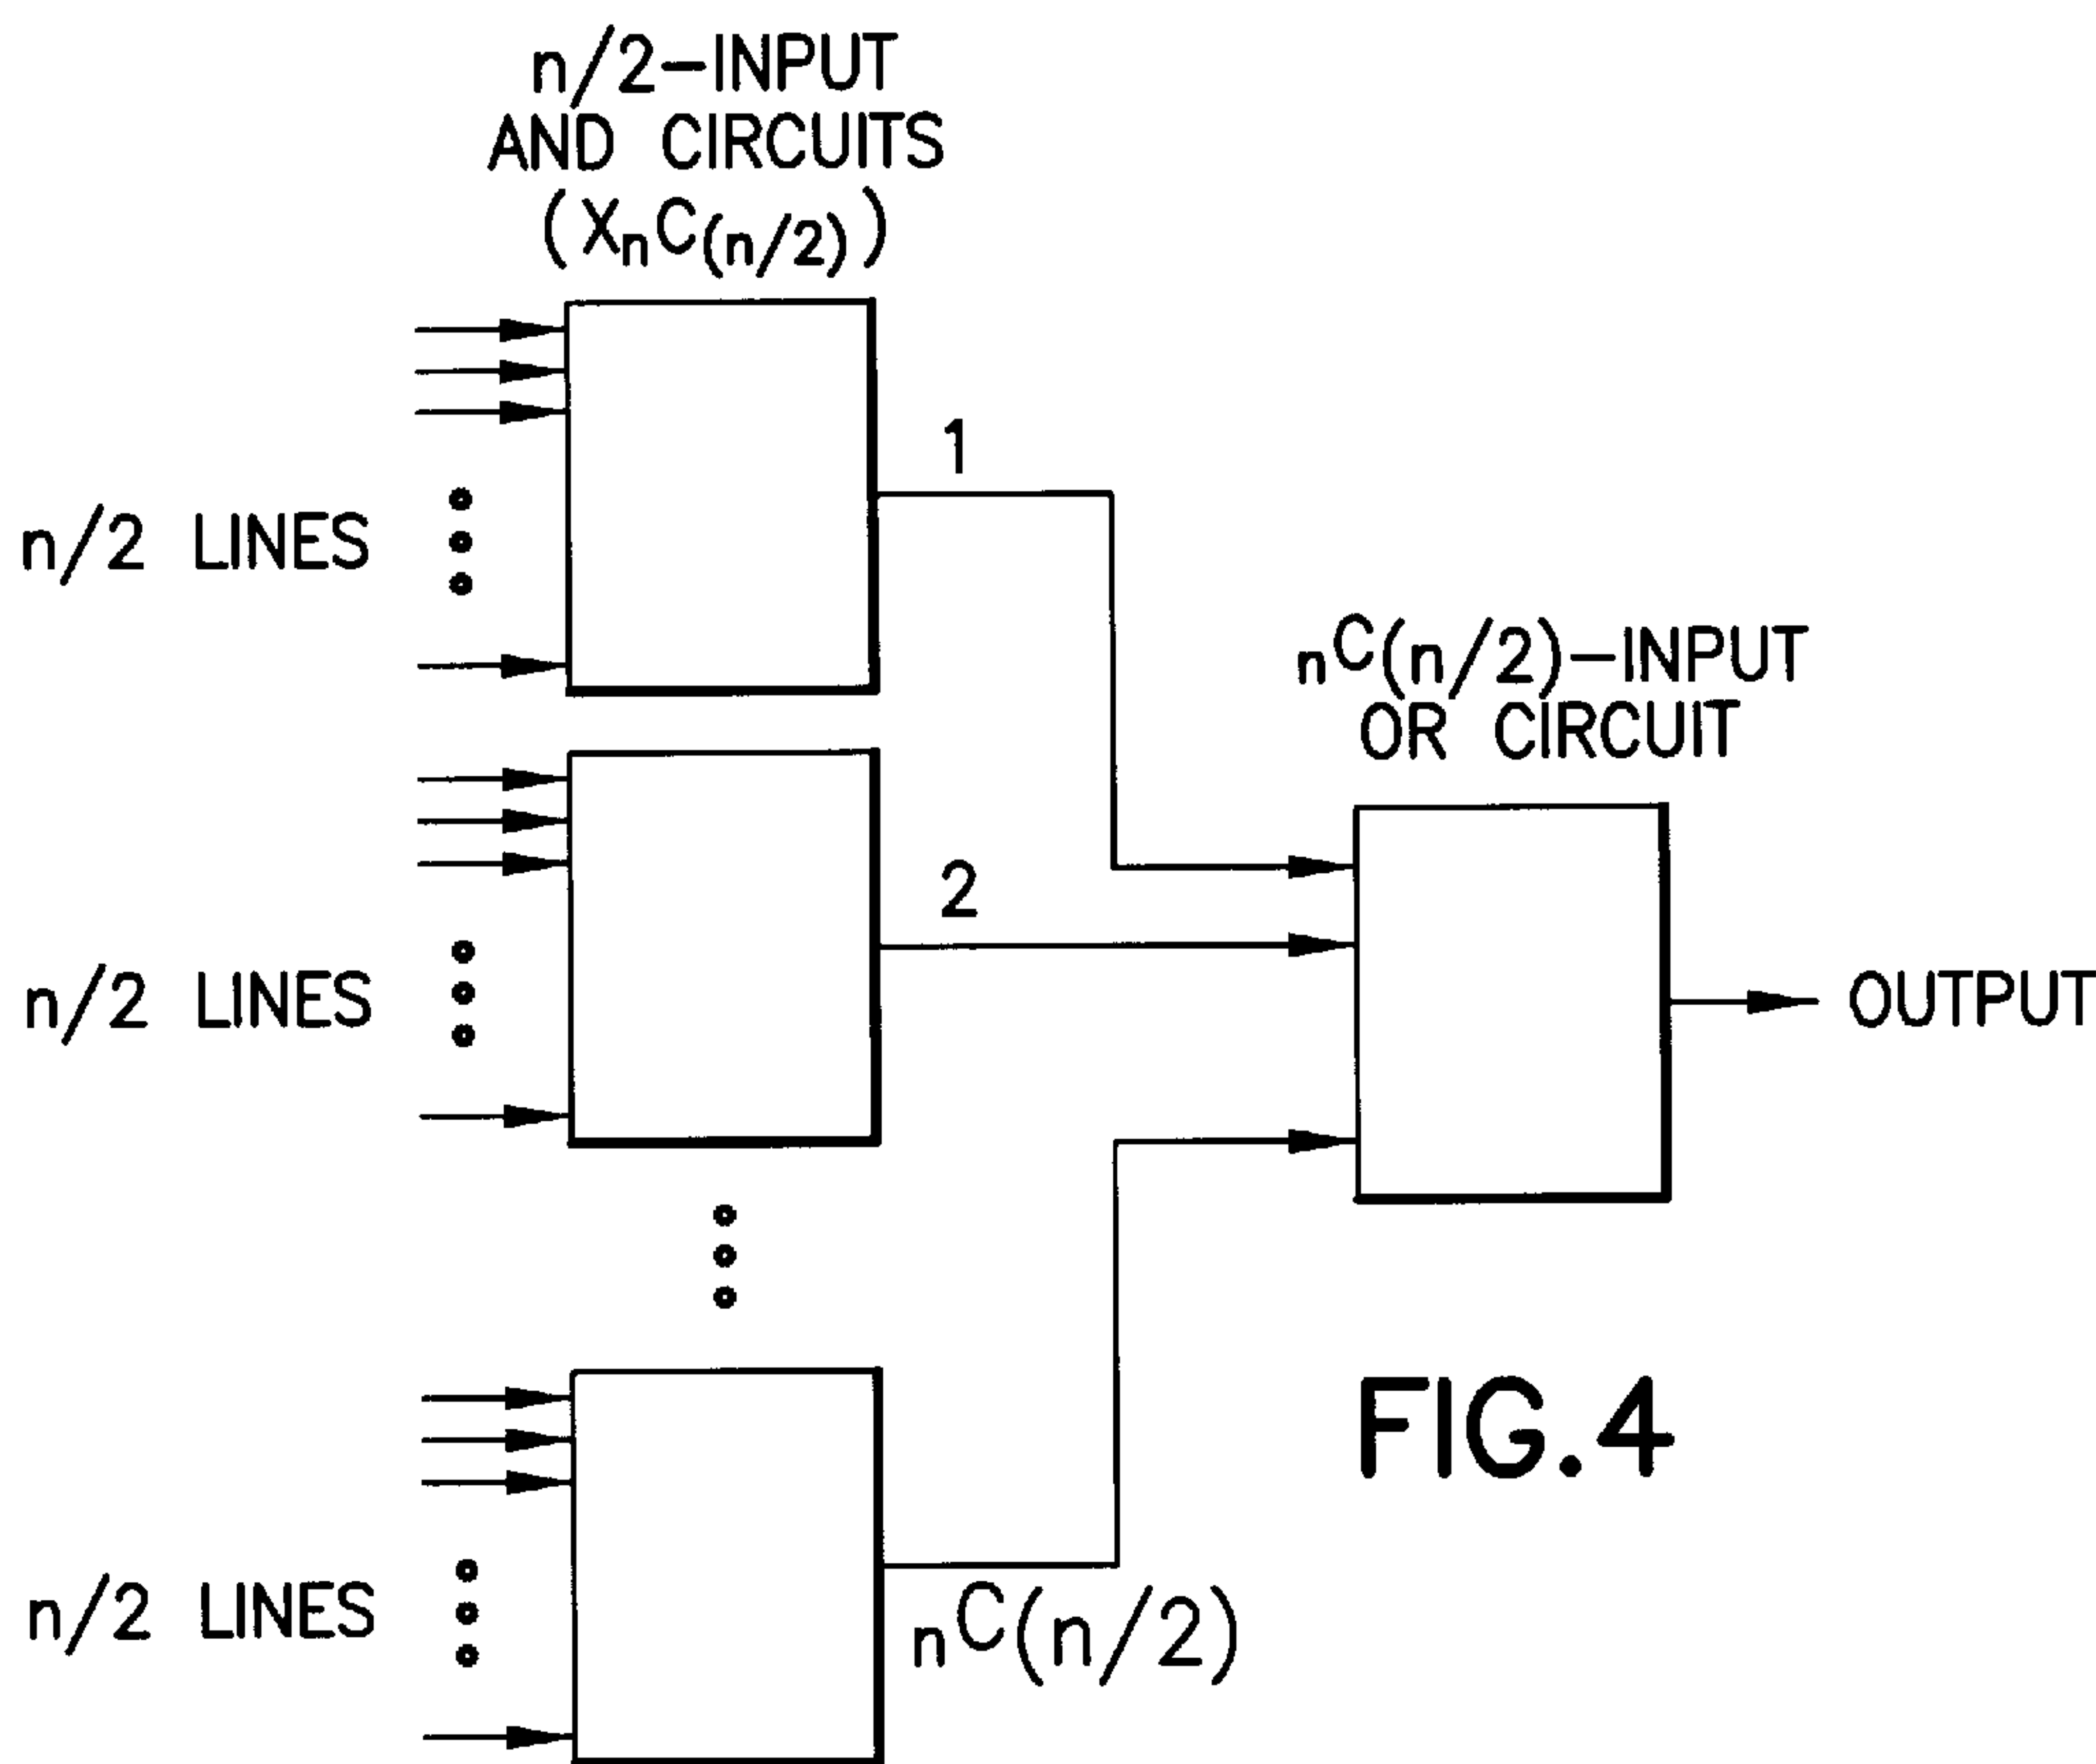 n/2-INPUT
AND CIRCUITS
(XnC(n/2))
1
n/2 LINES
nC(n/2)-INPUT
OR CIRCUIT
2
n/2 LINES
OUTPUT
FIG.4
n/2 LINES
nC(n/2)